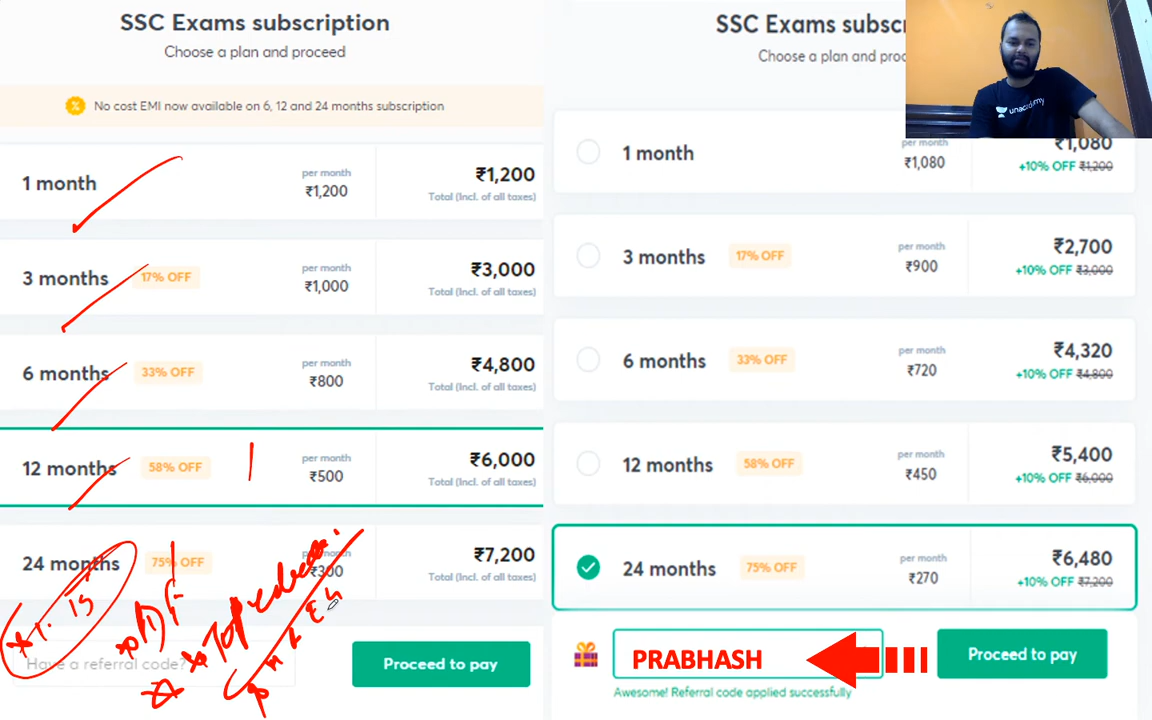 SSC Exams subscription
Choose a plan and proceed
No cost EMI now available on 6, 12 and 24 months subscription
1 month
per month
₹1,200
₹1,200
Total (Incl. of all taxes)
3 months
17% OFF
per month
₹1,000
₹3,000
Total (Incl. of all taxes)
6 months
33% OFF
per month
₹800
₹4,800
Total (Incl. of all taxes)
12 months
58% OFF
per month
₹500
₹6,000
Total (Incl. of all taxes)
24 months
75% OFF
per month
₹300
₹7,200
Total (Incl. of all taxes)
Have a referral code?
Proceed to pay
15
Top educators
SSC Exams subscr
Choose a plan and proc
unacademy
1 month
per month
₹1,080
₹1,080
+10% OFF ₹1,200
3 months
17% OFF
per month
₹900
₹2,700
+10% OFF ₹3,000
6 months
33% OFF
per month
₹720
₹4,320
+10% OFF ₹4,800
12 months
58% OFF
per month
₹450
₹5,400
+10% OFF ₹6,000
24 months
75% OFF
per month
₹270
₹6,480
+10% OFF ₹7,200
PRABHASH
Proceed to pay
Awesome! Referral code applied successfully